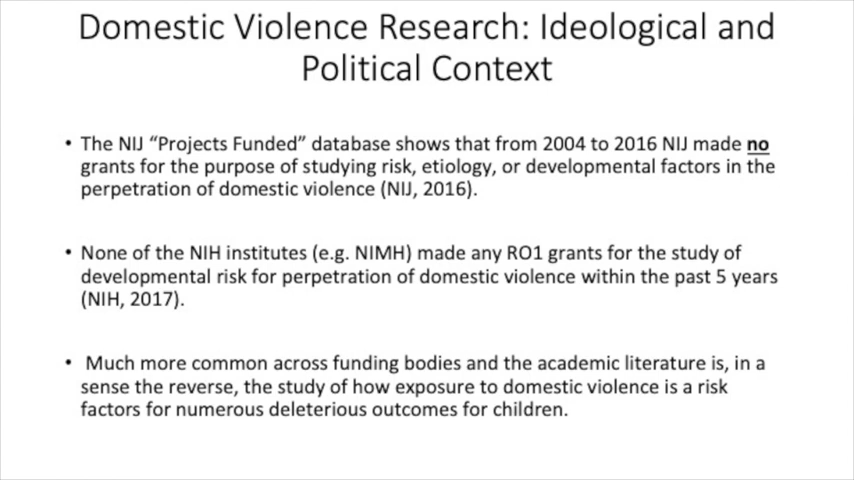 Domestic Violence Research: Ideological and
Political Context
• The NIJ “Projects Funded” database shows that from 2004 to 2016 NIJ made no
grants for the purpose of studying risk, etiology, or developmental factors in the
perpetration of domestic violence (NIJ, 2016).
• None of the NIH institutes (e.g. NIMH) made any RO1 grants for the study of
developmental risk for perpetration of domestic violence within the past 5 years
(NIH, 2017).
• Much more common across funding bodies and the academic literature is, in a
sense the reverse, the study of how exposure to domestic violence is a risk
factors for numerous deleterious outcomes for children.